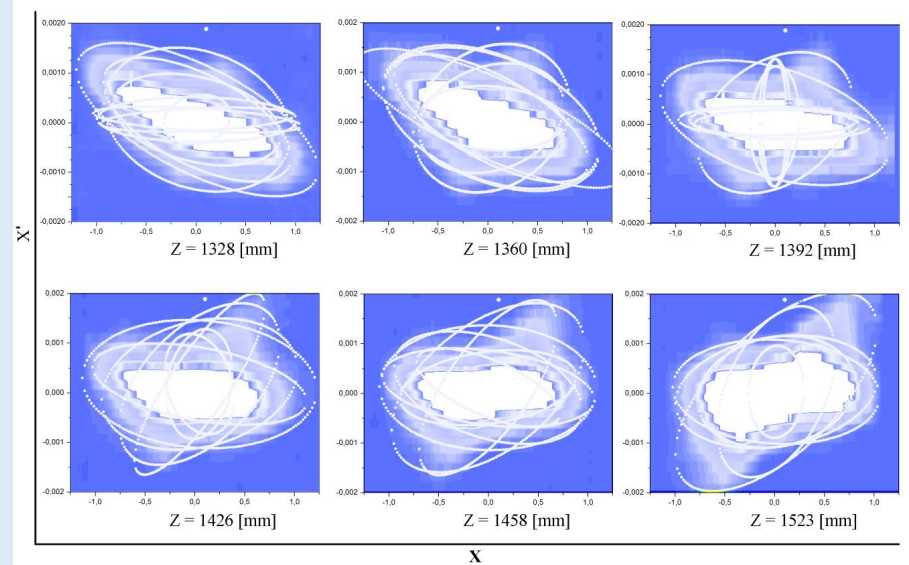 0,0020
0,0010
0,0000
-0,0010
-0,0020
-1,0 -0,5 0,0 0,5 1,0
Z = 1328 [mm]
0,002
0,001
0,000
-0,001
-0,002
-1,0 -0,5 0,0 0,5 1,0
Z = 1360 [mm]
0,0020
0,0010
0,0000
-0,0010
-0,0020
-1,0 -0,5 0,0 0,5 1,0
Z = 1392 [mm]
X'
0,002
0,001
0,000
-0,001
-0,002
-1,0 -0,5 0,0 0,5 1,0
Z = 1426 [mm]
0,002
0,001
0,000
-0,001
-0,002
-1,0 -0,5 0,0 0,5 1,0
Z = 1458 [mm]
0,002
0,001
0,000
-0,001
-0,002
-1,0 -0,5 0,0 0,5 1,0
Z = 1523 [mm]
X